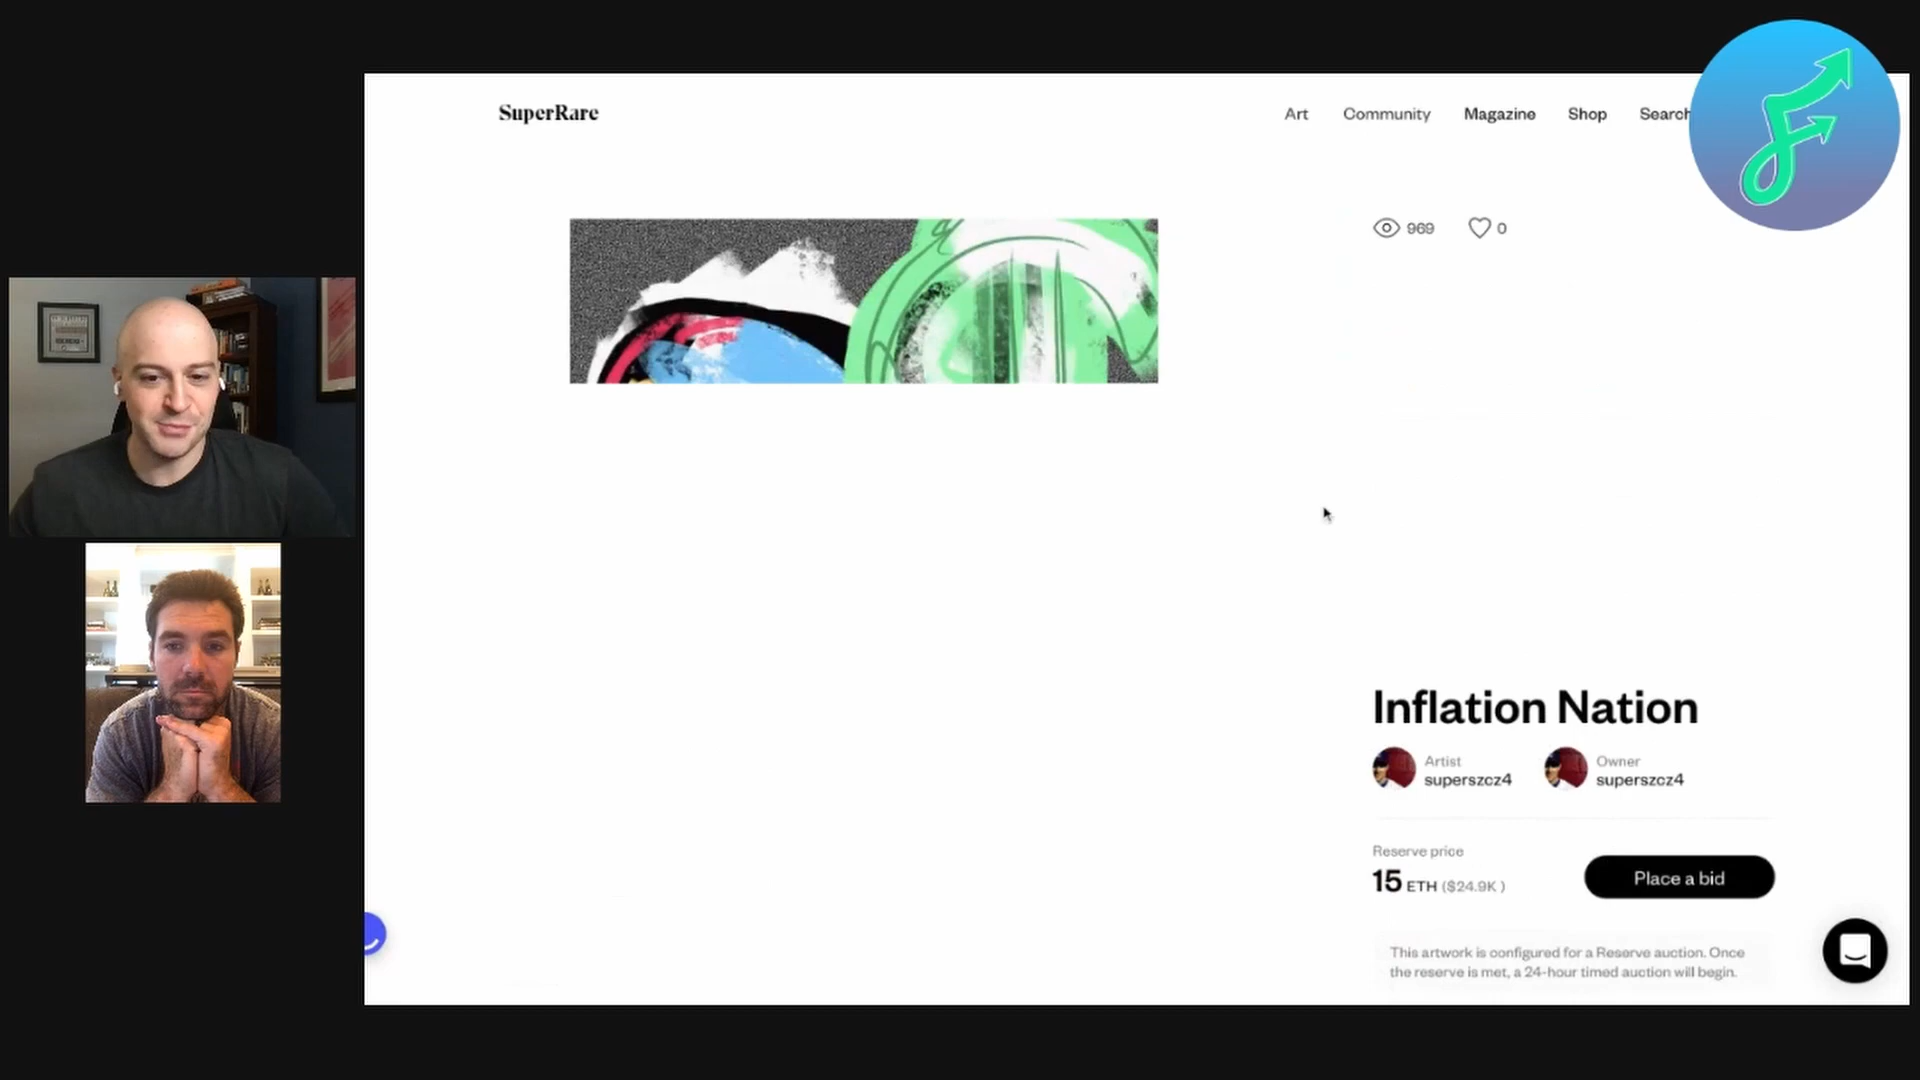 SuperRare
Art Community Magazine Shop Search
969 0
Inflation Nation
Artist
superszcz4
Owner
superszcz4
Reserve price
15 ETH ($24.9K )
Place a bid
This artwork is configured for a Reserve auction. Once
the reserve is met, a 24-hour timed auction will begin.